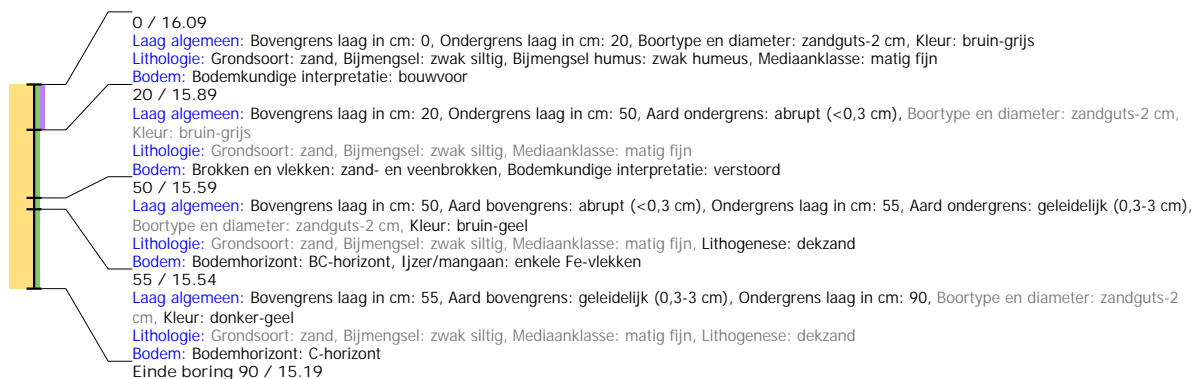 0 / 16.09
Laag algemeen: Bovengrens laag in cm: 0, Ondergrens laag in cm: 20, Boortype en diameter: zandguts-2 cm, Kleur: bruin-grijs
Lithologie: Grondsoort: zand, Bijmengsel: zwak siltig, Bijmengsel humus: zwak humeus, Mediaanklasse: matig fijn
Bodem: Bodemkundige interpretatie: bouwvoor
20 / 15.89
Laag algemeen: Bovengrens laag in cm: 20, Ondergrens laag in cm: 50, Aard ondergrens: abrupt (<0,3 cm), Boortype en diameter: zandguts-2 cm,
Kleur: bruin-grijs
Lithologie: Grondsoort: zand, Bijmengsel: zwak siltig, Mediaanklasse: matig fijn
Bodem: Brokken en vlekken: zand- en veenbrokken, Bodemkundige interpretatie: verstoord
50 / 15.59
Laag algemeen: Bovengrens laag in cm: 50, Aard bovengrens: abrupt (<0,3 cm), Ondergrens laag in cm: 55, Aard ondergrens: geleidelijk (0,3-3 cm),
Boortype en diameter: zandguts-2 cm, Kleur: bruin-geel
Lithologie: Grondsoort: zand, Bijmengsel: zwak siltig, Mediaanklasse: matig fijn, Lithogenese: dekzand
Bodem: Bodemhorizont: BC-horizont, Ijzer/mangaan: enkele Fe-vlekken
55 / 15.54
Laag algemeen: Bovengrens laag in cm: 55, Aard bovengrens: geleidelijk (0,3-3 cm), Ondergrens laag in cm: 90, Boortype en diameter: zandguts-2
cm, Kleur: donker-geel
Lithologie: Grondsoort: zand, Bijmengsel: zwak siltig, Mediaanklasse: matig fijn, Lithogenese: dekzand
Bodem: Bodemhorizont: C-horizont
Einde boring 90 / 15.19